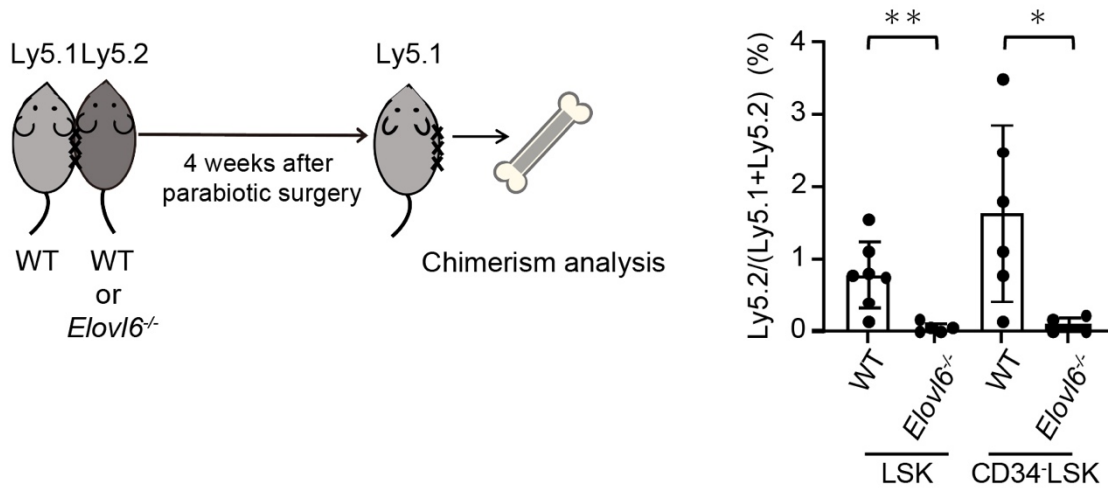 Ly5.1 Ly5.2
WT WT
or
Elovl6-/-
4 weeks after
parabiotic surgery
Ly5.1
Chimerism analysis
Ly5.2/(Ly5.1+Ly5.2) (%)
4
3
2
1
0
** *
WT Elovl6-/- WT Elovl6-/-
LSK CD34-LSK